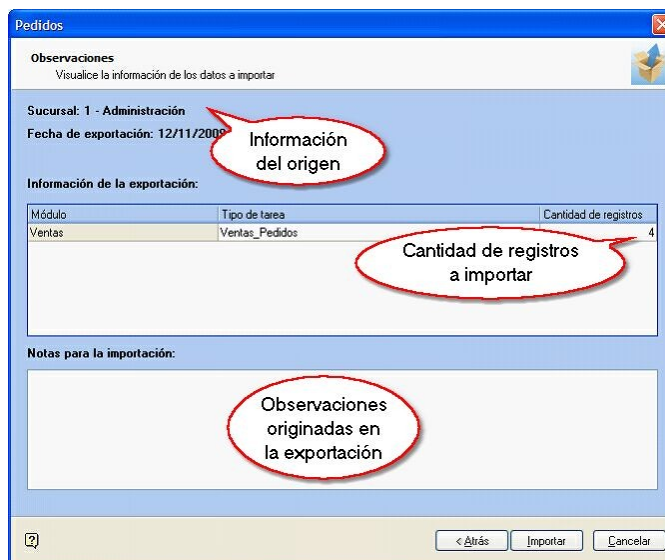 Pedidos
Observaciones
Visualice la información de los datos a importar
Sucursal: 1 - Administración
Fecha de exportación: 12/11/2009
Información
del origen
Información de la exportación:
Módulo Tipo de tarea Cantidad de registros
Ventas Ventas_Pedidos 4
Cantidad de registros
a importar
Notas para la importación:
Observaciones
originadas en
la exportación
< Atrás Importar Cancelar